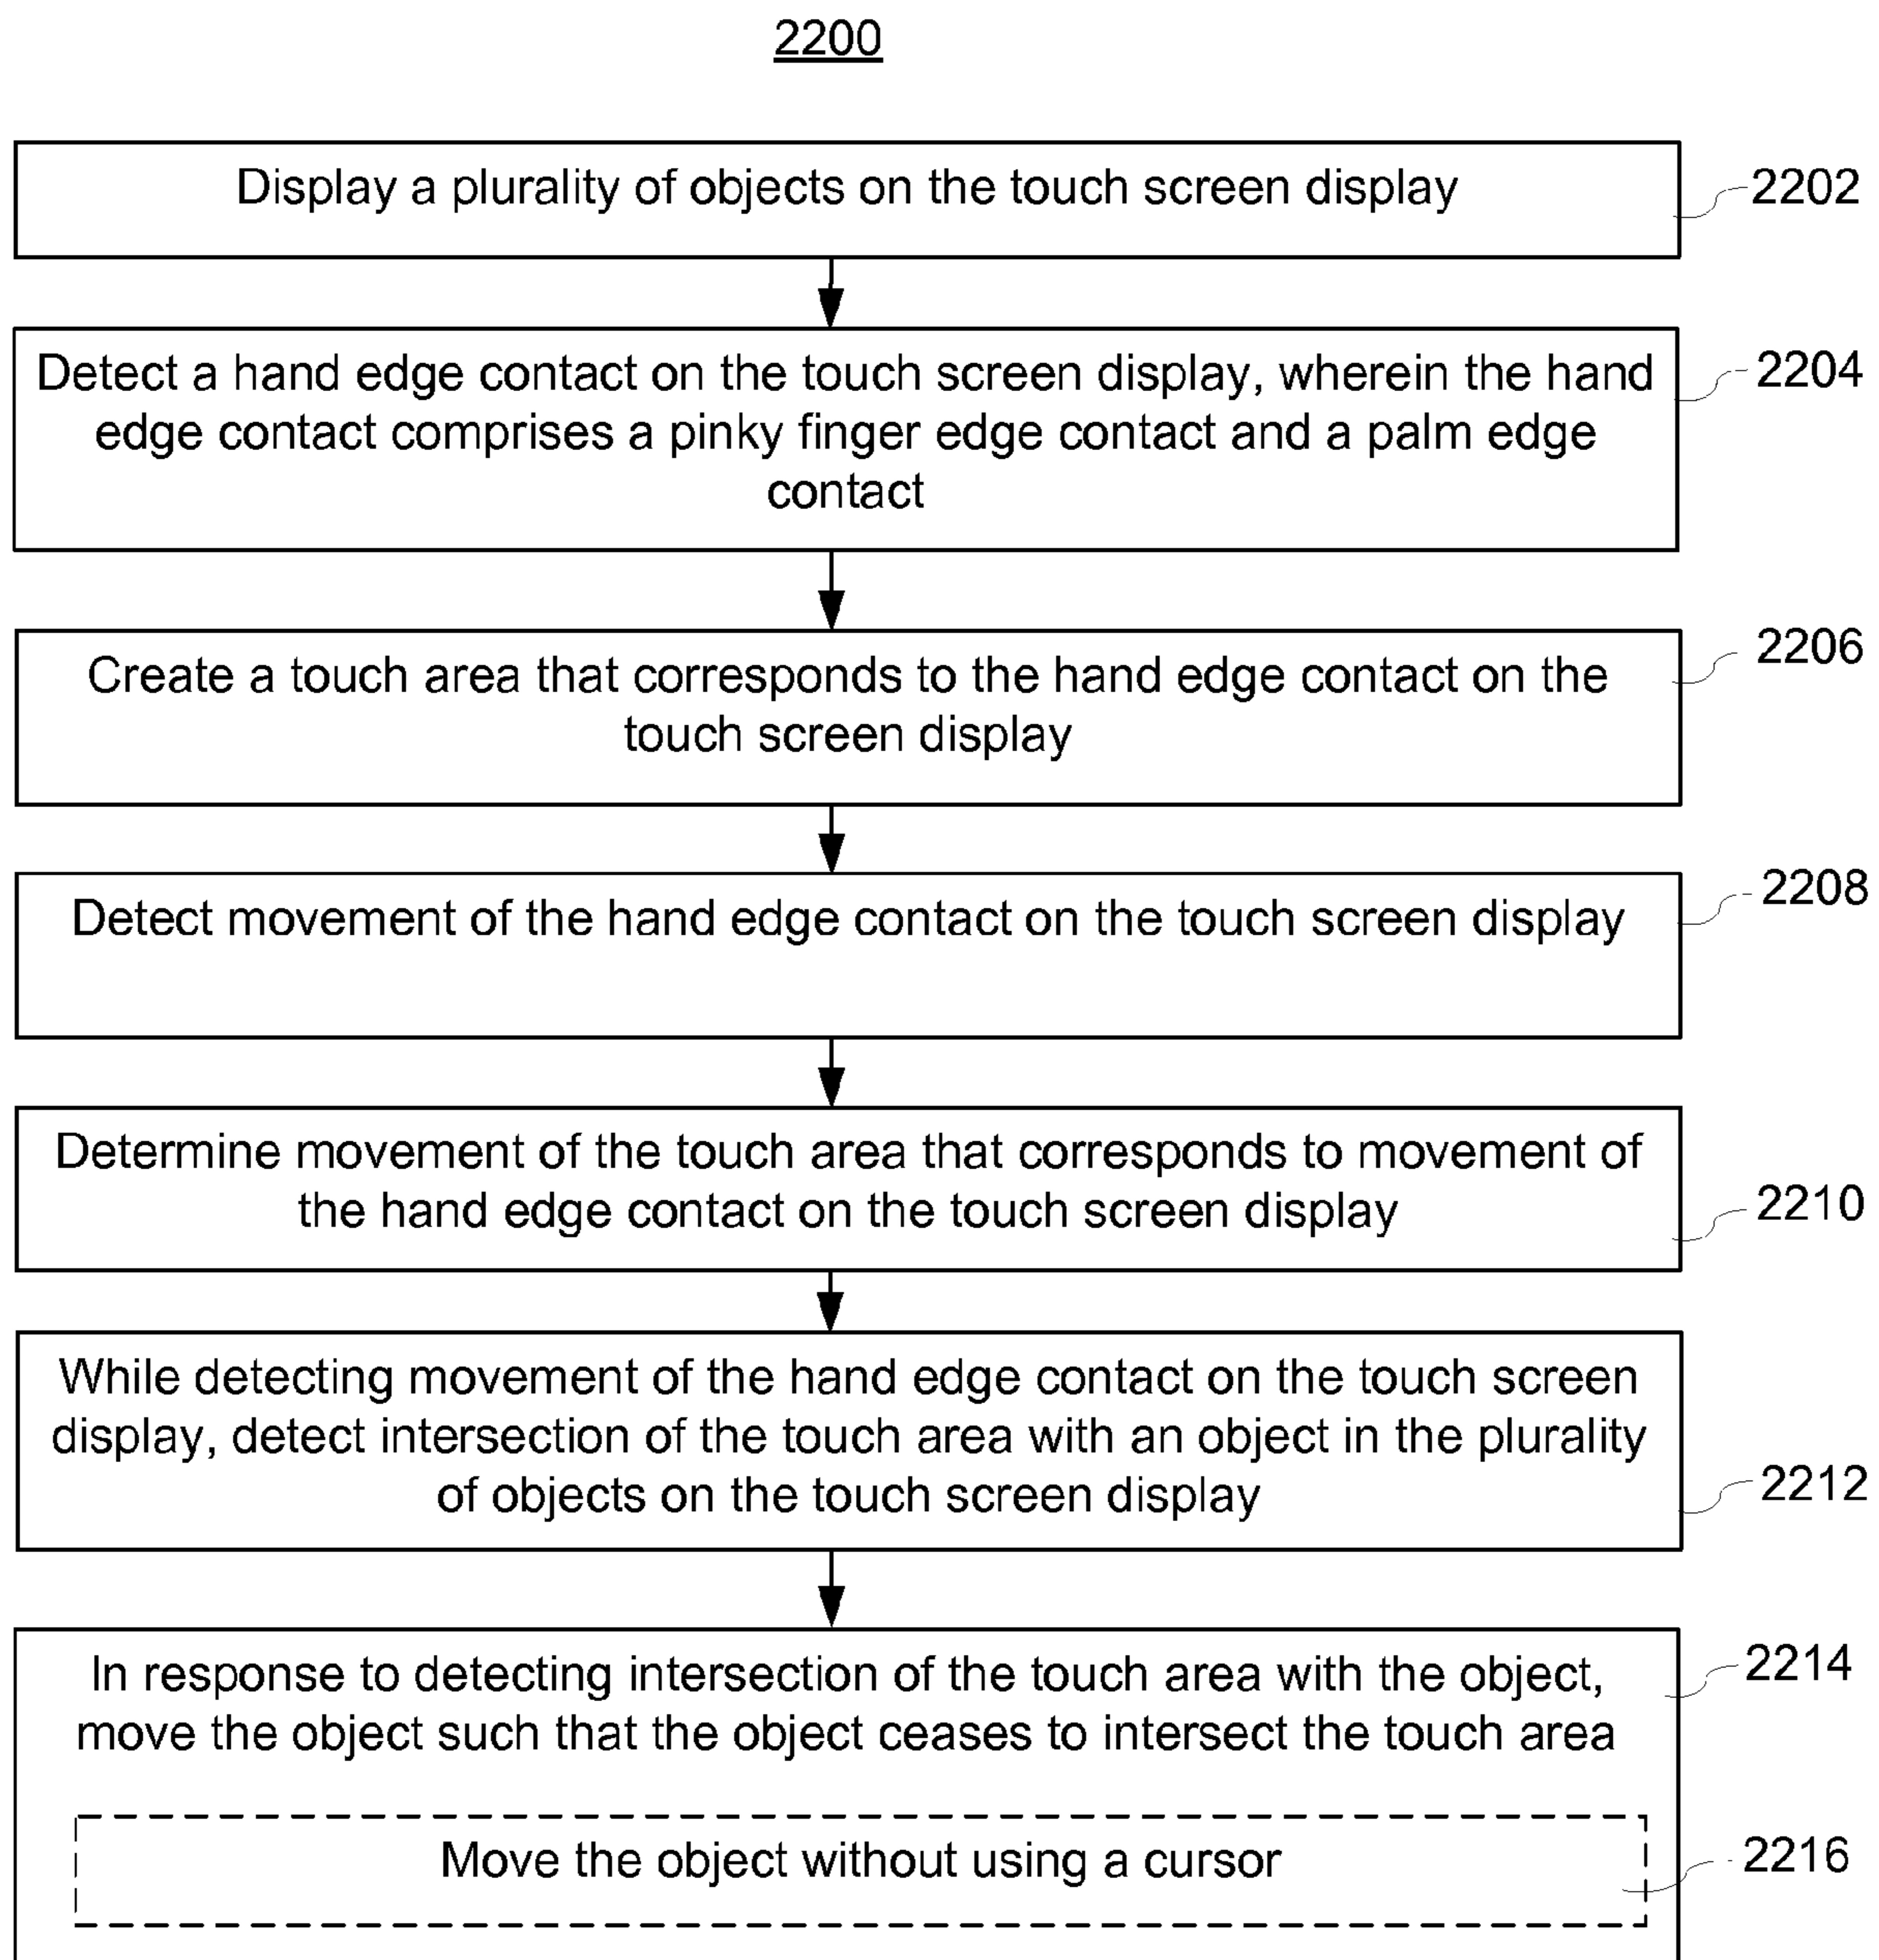 2200
Display a plurality of objects on the touch screen display
2202
Detect a hand edge contact on the touch screen display, wherein the hand
edge contact comprises a pinky finger edge contact and a palm edge
contact
2204
Create a touch area that corresponds to the hand edge contact on the
touch screen display
2206
Detect movement of the hand edge contact on the touch screen display
2208
Determine movement of the touch area that corresponds to movement of
the hand edge contact on the touch screen display
2210
While detecting movement of the hand edge contact on the touch screen
display, detect intersection of the touch area with an object in the plurality
of objects on the touch screen display
2212
In response to detecting intersection of the touch area with the object,
move the object such that the object ceases to intersect the touch area
2214
Move the object without using a cursor
2216